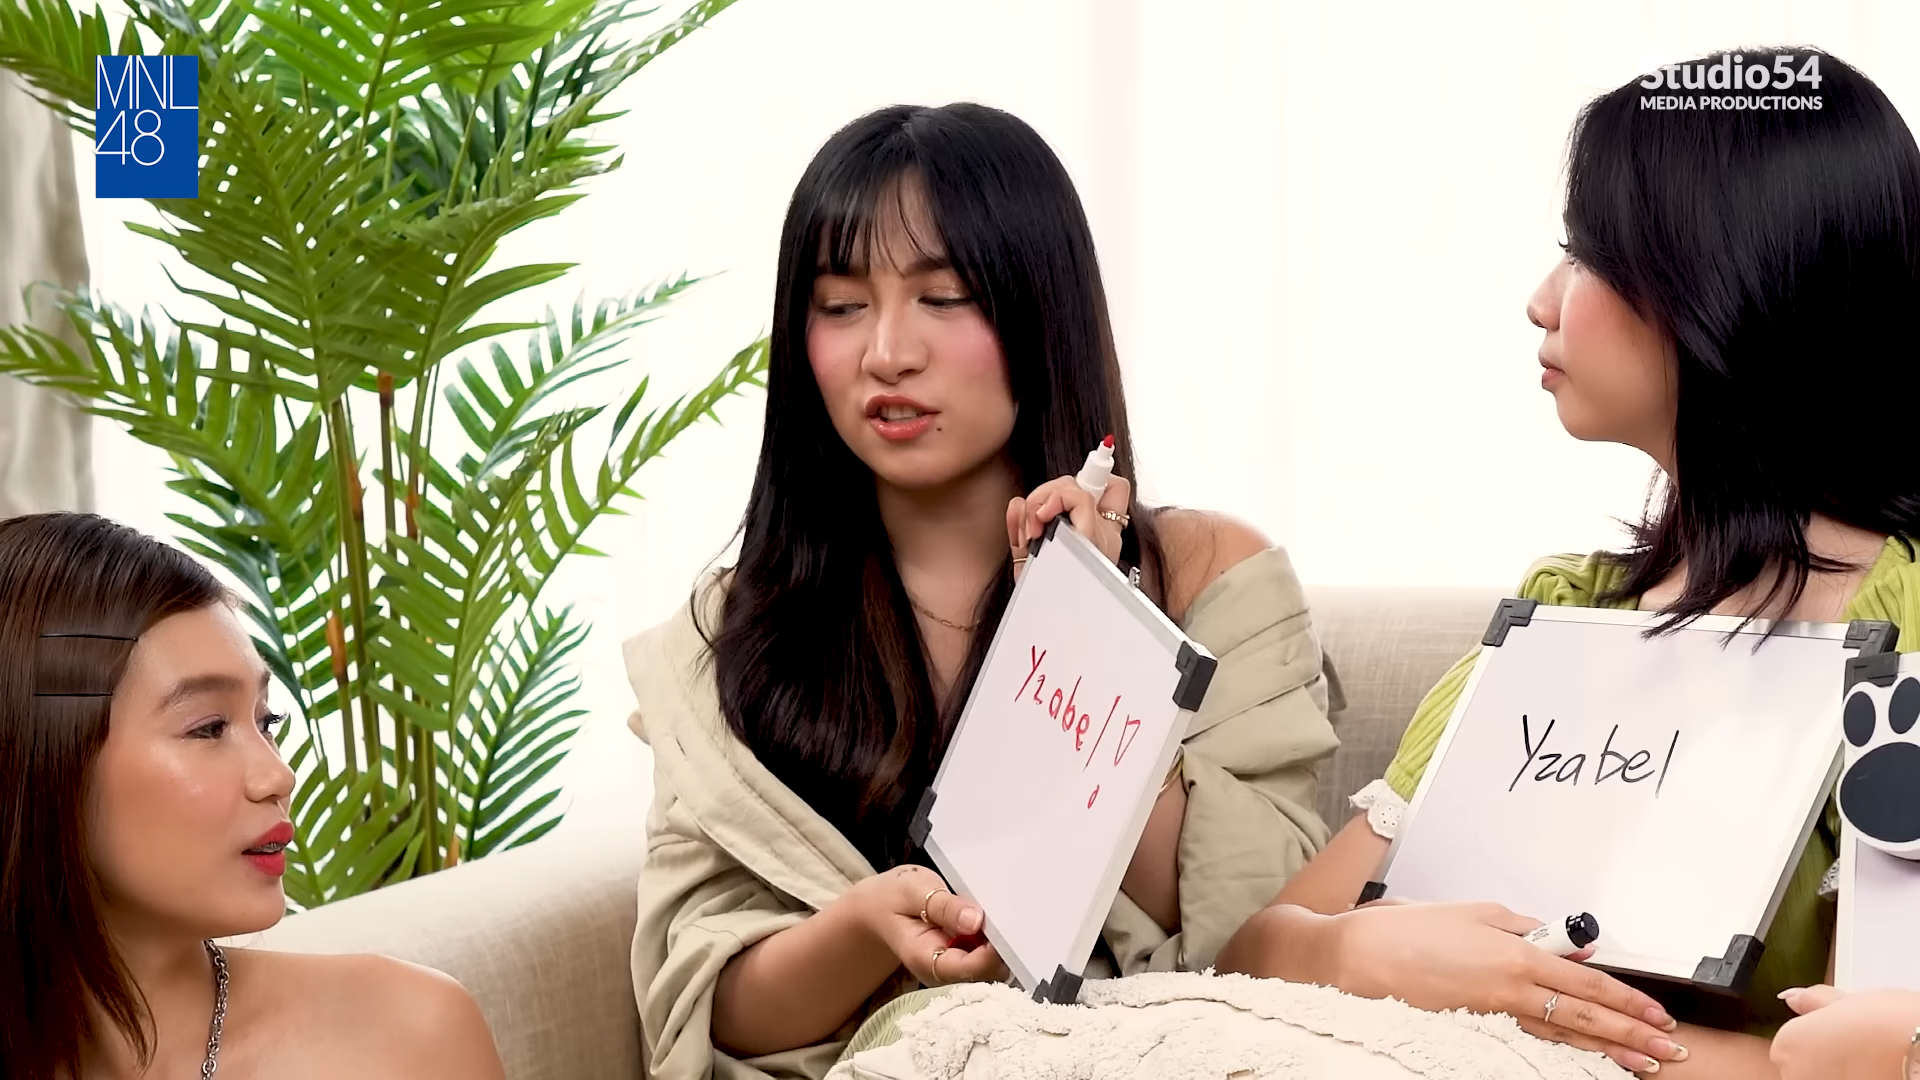 MNL
48
Studio54
MEDIA PRODUCTIONS
Yzabel!
Yzabel